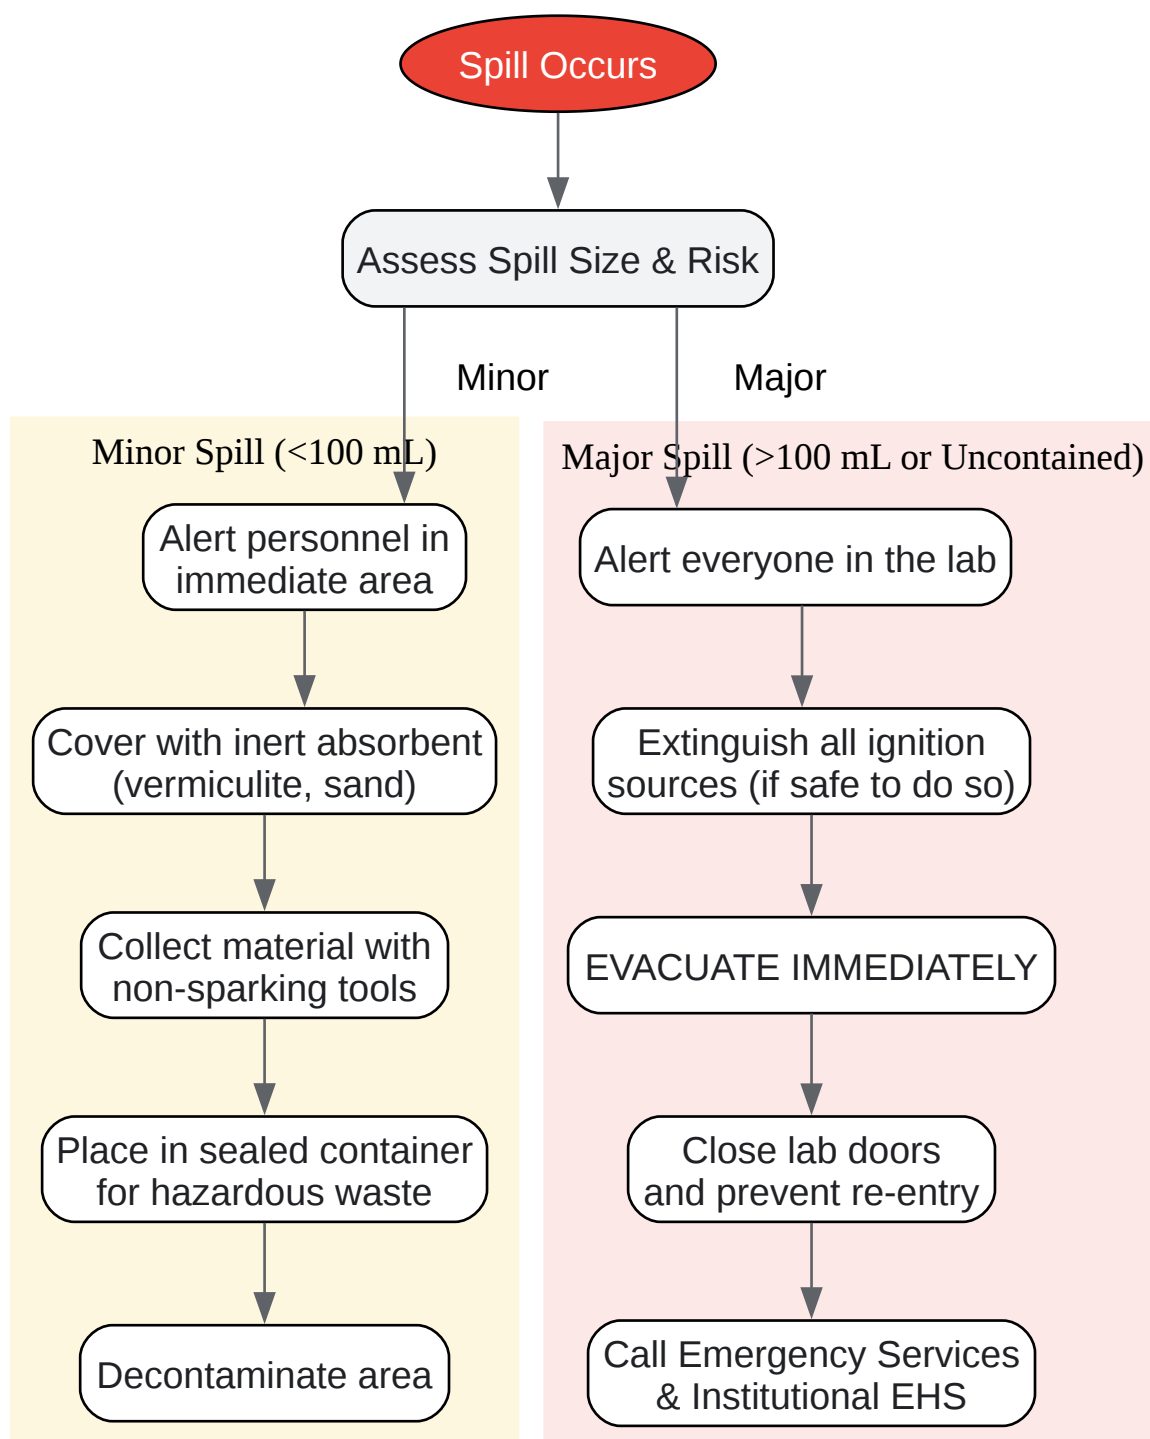 Spill Occurs
Assess Spill Size & Risk
Minor
Major
Minor Spill (<100 mL)
Alert personnel in
immediate area
Cover with inert absorbent
(vermiculite, sand)
Collect material with
non-sparking tools
Place in sealed container
for hazardous waste
Decontaminate area
Major Spill (>100 mL or Uncontained)
Alert everyone in the lab
Extinguish all ignition
sources (if safe to do so)
EVACUATE IMMEDIATELY
Close lab doors
and prevent re-entry
Call Emergency Services
& Institutional EHS